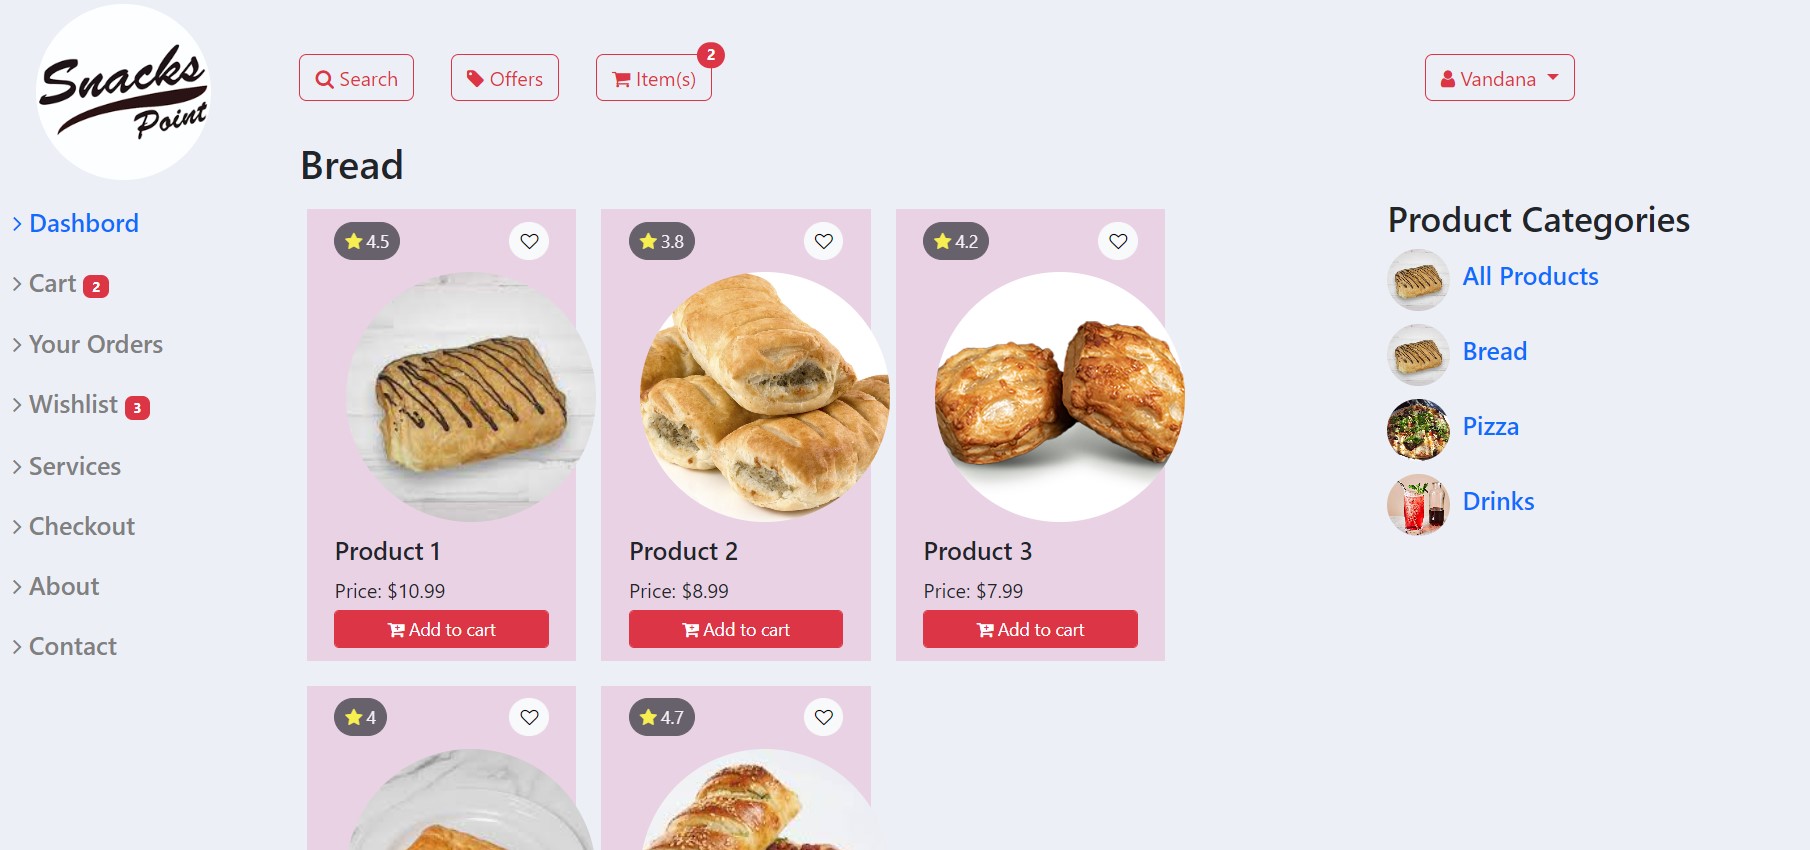 Snacks
Point
Search
Offers
Item(s)
2
Vandana
Bread
Dashbord
Cart 2
Your Orders
Wishlist 3
Services
Checkout
About
Contact
4.5
Product 1
Price: $10.99
Add to cart
3.8
Product 2
Price: $8.99
Add to cart
4.2
Product 3
Price: $7.99
Add to cart
4
4.7
Product Categories
All Products
Bread
Pizza
Drinks